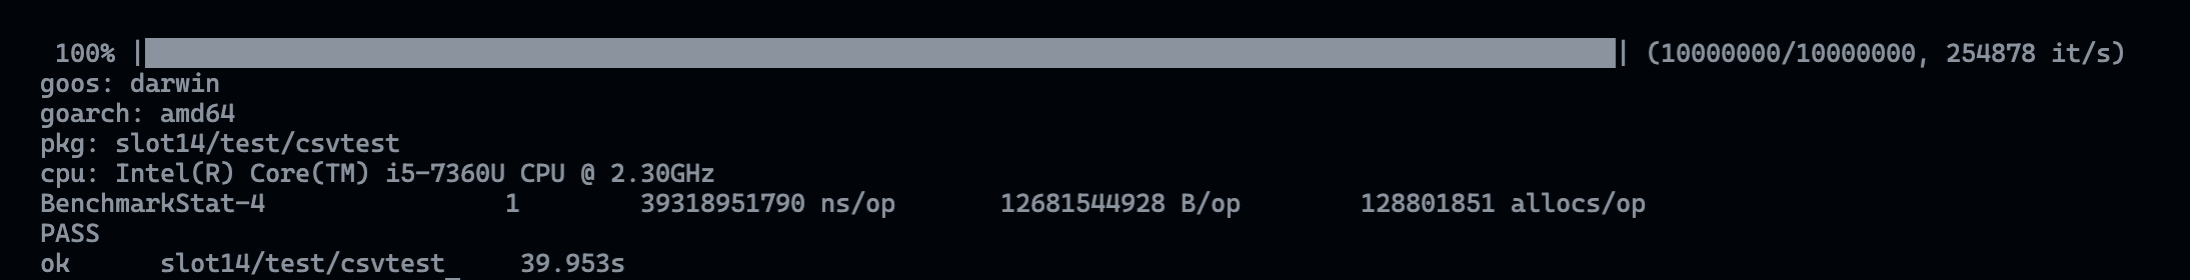 100% | | (10000000/10000000, 254878 it/s)
goos: darwin
goarch: amd64
pkg: slot14/test/csvtest
cpu: Intel(R) Core(TM) i5-7360U CPU @ 2.30GHz
BenchmarkStat-4 1 39318951790 ns/op 12681544928 B/op 128801851 allocs/op
PASS
ok slot14/test/csvtest_ 39.953s